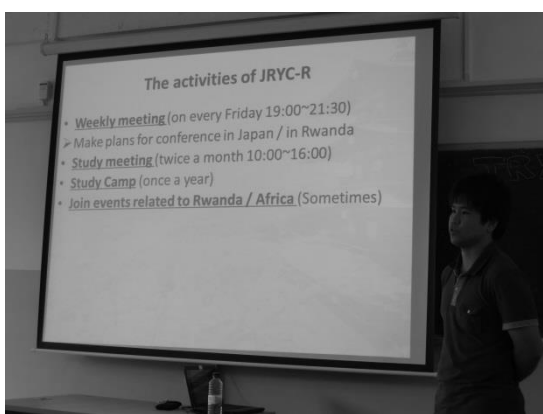 The activities of JRYC-R
• Weekly meeting (on every Friday 19:00~21:30)
➢ Make plans for conference in Japan / in Rwanda
• Study meeting (twice a month 10:00~16:00)
• Study Camp (once a year)
• Join events related to Rwanda / Africa (Sometimes)